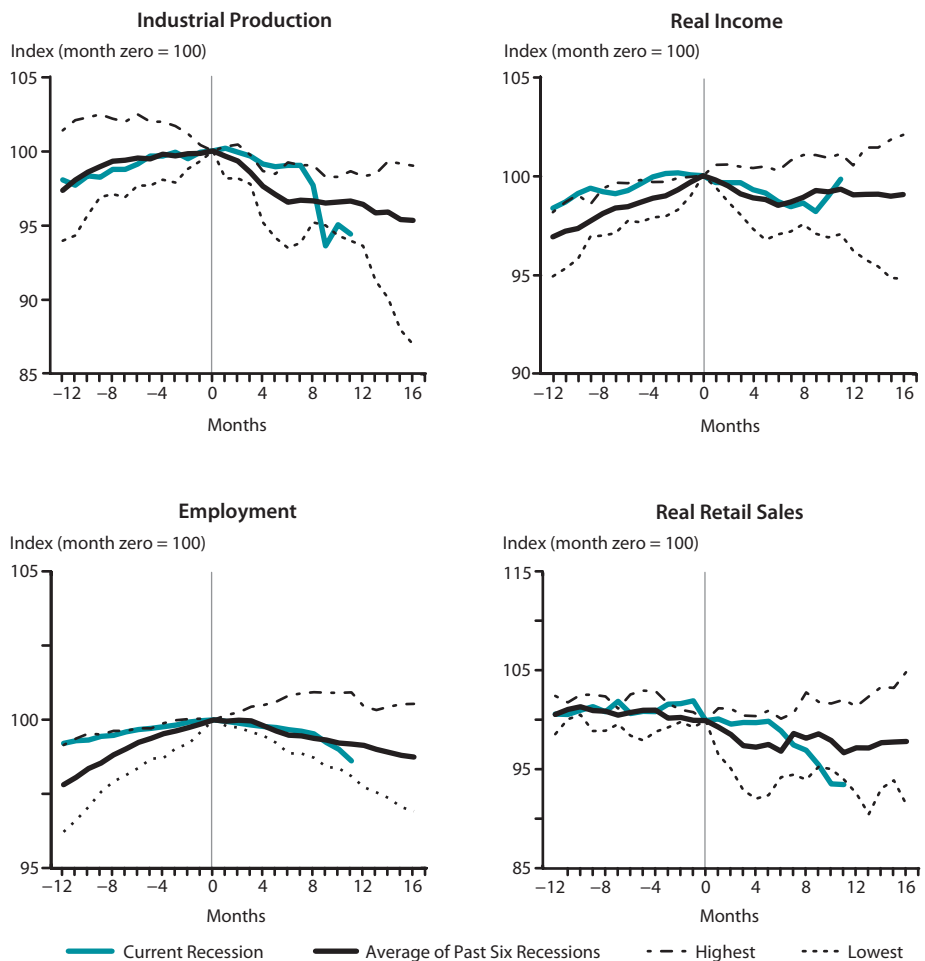 Industrial Production
Index (month zero = 100)
105
100
95
90
85
−12 −8 −4 0 4 8 12 16
Months
Real Income
Index (month zero = 100)
105
100
95
90
−12 −8 −4 0 4 8 12 16
Months
Employment
Index (month zero = 100)
105
100
95
−12 −8 −4 0 4 8 12 16
Months
Real Retail Sales
Index (month zero = 100)
115
105
95
85
−12 −8 −4 0 4 8 12 16
Months
Current Recession Average of Past Six Recessions Highest Lowest